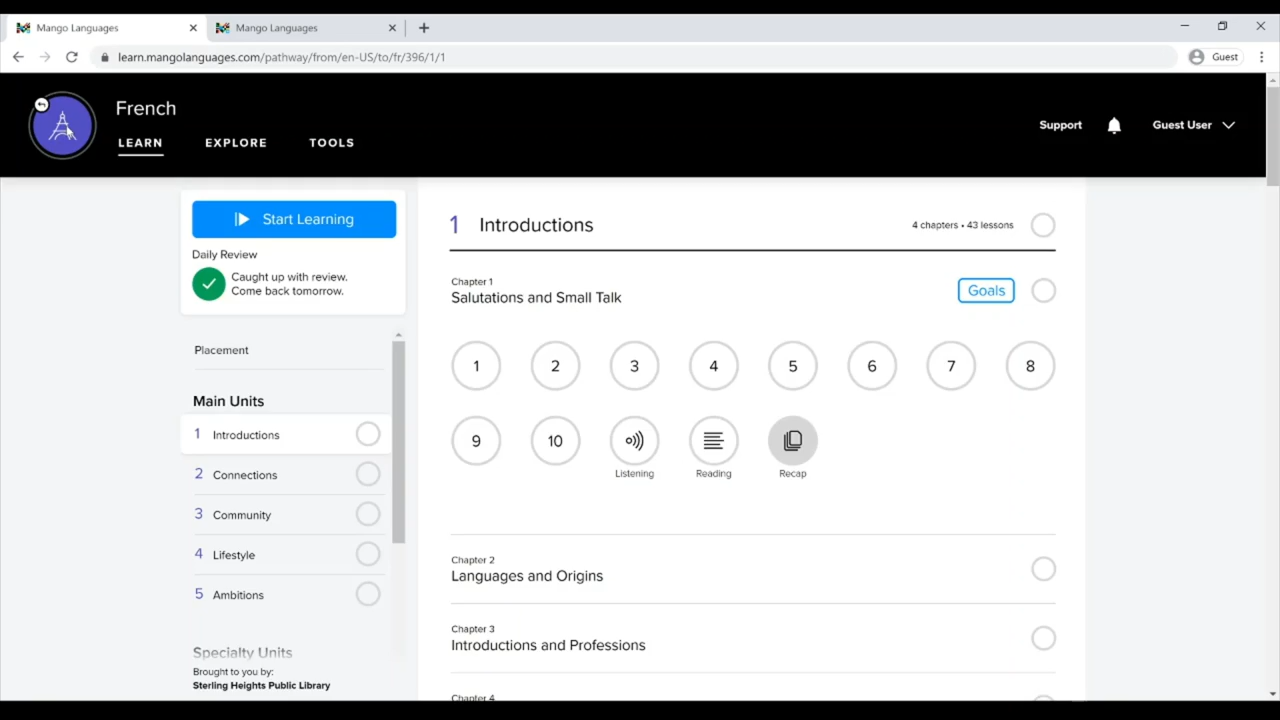 Mango Languages
Mango Languages
learn.mangolanguages.com/pathway/from/en-US/to/fr/396/1/1
Guest
French
LEARN EXPLORE TOOLS
Support
Guest User
Start Learning
Daily Review
Caught up with review.
Come back tomorrow.
Placement
Main Units
1 Introductions
2 Connections
3 Community
4 Lifestyle
5 Ambitions
Specialty Units
Brought to you by:
Sterling Heights Public Library
1 Introductions
4 chapters • 43 lessons
Chapter 1
Salutations and Small Talk
Goals
1 2 3 4 5 6 7 8
9 10
Listening Reading Recap
Chapter 2
Languages and Origins
Chapter 3
Introductions and Professions
Chapter 4